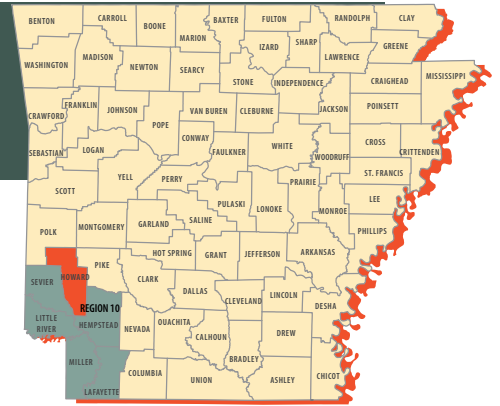 BENTON
CARROLL
BOONE
MARION
BAXTER
FULTON
RANDOLPH
CLAY
IZARD
SHARP
GREENE
LAWRENCE
WASHINGTON
MADISON
NEWTON
SEARCY
STONE
INDEPENDENCE
CRAIGHEAD
MISSISSIPPI
CRAWFORD
FRANKLIN
JOHNSON
POPE
VAN BUREN
CLEBURNE
JACKSON
POINSETT
CONWAY
FAULKNER
WHITE
WOODRUFF
CROSS
CRITTENDEN
SEBASTIAN
LOGAN
SCOTT
YELL
PERRY
PRAIRIE
ST. FRANCIS
LEE
PULASKI
LONOKE
MONROE
POLK
MONTGOMERY
GARLAND
SALINE
PHILLIPS
HOT SPRING
GRANT
JEFFERSON
ARKANSAS
PIKE
SEVIER
HOWARD
CLARK
DALLAS
CLEVELAND
LINCOLN
DESHA
REGION 10
LITTLE
RIVER
HEMPSTEAD
NEVADA
OUACHITA
CALHOUN
DREW
BRADLEY
MILLER
LAFAYETTE
COLUMBIA
UNION
ASHLEY
CHICOT